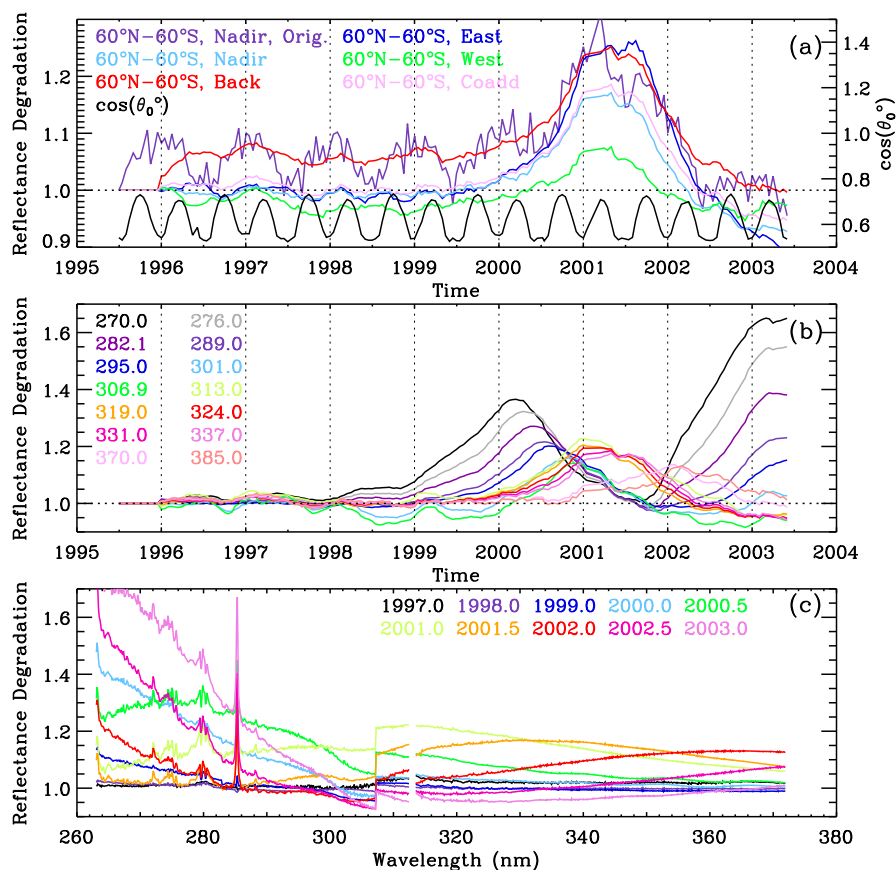 60°N−60°S, Nadir, Orig. 60°N−60°S, East (a)
60°N−60°S, Nadir 60°N−60°S, West
60°N−60°S, Back 60°N−60°S, Coadd
cos(θ₀°)
Reflectance Degradation
1.2
1.1
1.0
0.9
1.4
1.2
1.0
0.8
0.6
cos(θ₀°)
1995 1996 1997 1998 1999 2000 2001 2002 2003 2004
Time
270.0 276.0 (b)
282.1 289.0
295.0 301.0
306.9 313.0
319.0 324.0
331.0 337.0
370.0 385.0
Reflectance Degradation
1.6
1.4
1.2
1.0
1995 1996 1997 1998 1999 2000 2001 2002 2003 2004
Time
1997.0 1998.0 1999.0 2000.0 2000.5 (c)
2001.0 2001.5 2002.0 2002.5 2003.0
Reflectance Degradation
1.6
1.4
1.2
1.0
260 280 300 320 340 360 380
Wavelength (nm)